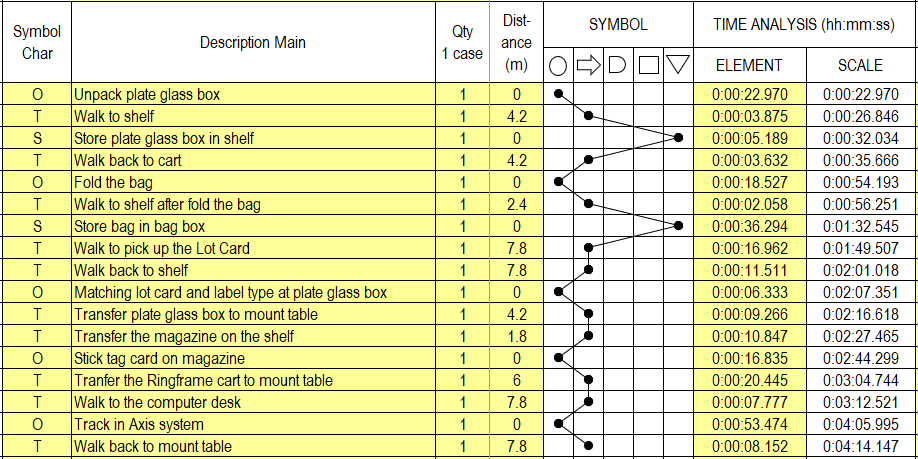 Symbol Char Description Main Qty 1 case Dist-ance (m) SYMBOL TIME ANALYSIS (hh:mm:ss)
ELEMENT SCALE
O Unpack plate glass box 1 0 0:00:22.970 0:00:22.970
T Walk to shelf 1 4.2 0:00:03.875 0:00:26.846
S Store plate glass box in shelf 1 0 0:00:05.189 0:00:32.034
T Walk back to cart 1 4.2 0:00:03.632 0:00:35.666
O Fold the bag 1 0 0:00:18.527 0:00:54.193
T Walk to shelf after fold the bag 1 2.4 0:00:02.058 0:00:56.251
S Store bag in bag box 1 0 0:00:36.294 0:01:32.545
T Walk to pick up the Lot Card 1 7.8 0:00:16.962 0:01:49.507
T Walk back to shelf 1 7.8 0:00:11.511 0:02:01.018
O Matching lot card and label type at plate glass box 1 0 0:00:06.333 0:02:07.351
T Transfer plate glass box to mount table 1 4.2 0:00:09.266 0:02:16.618
T Transfer the magazine on the shelf 1 1.8 0:00:10.847 0:02:27.465
O Stick tag card on magazine 1 0 0:00:16.835 0:02:44.299
T Tranfer the Ringframe cart to mount table 1 6 0:00:20.445 0:03:04.744
T Walk to the computer desk 1 7.8 0:00:07.777 0:03:12.521
O Track in Axis system 1 0 0:00:53.474 0:04:05.995
T Walk back to mount table 1 7.8 0:00:08.152 0:04:14.147